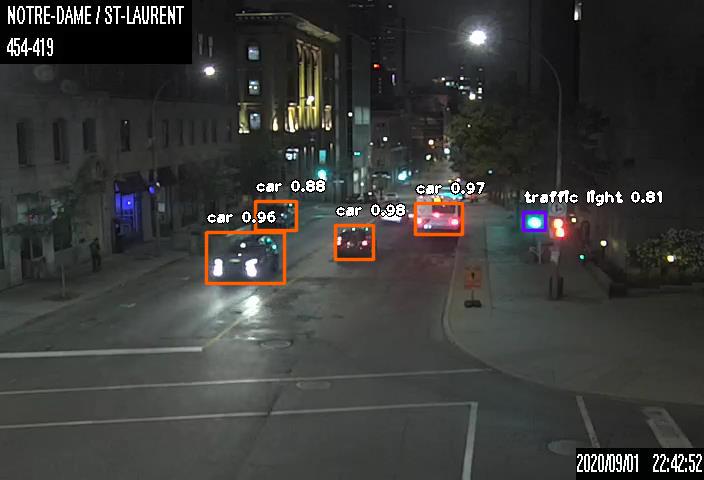 NOTRE-DAME / ST-LAURENT
454-419
car 0.88
car 0.96
car 0.98
car 0.97
traffic light 0.81
2020/09/01 22:42:52